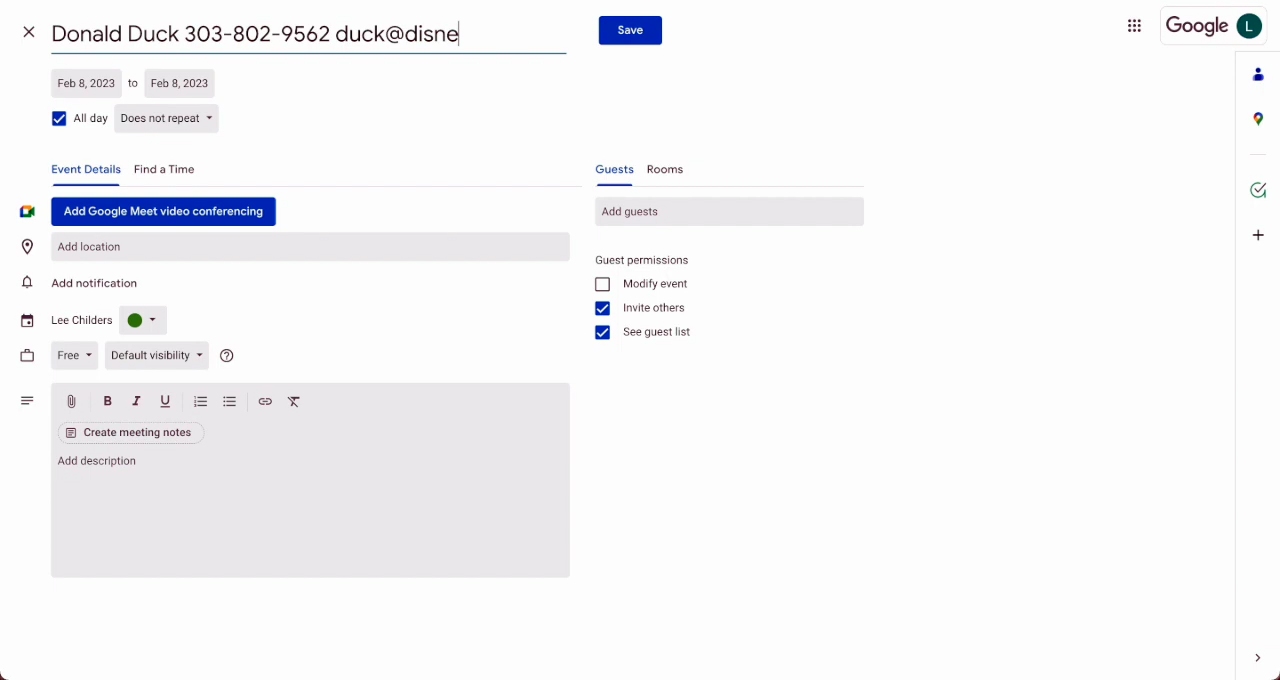 Donald Duck 303-802-9562 duck@disne
Save
Google L
Feb 8, 2023 to Feb 8, 2023
All day Does not repeat
Event Details Find a Time
Guests Rooms
Add Google Meet video conferencing
Add guests
Add location
Guest permissions
Add notification
Modify event
Invite others
Lee Childers
See guest list
Free Default visibility
B I U
Create meeting notes
Add description